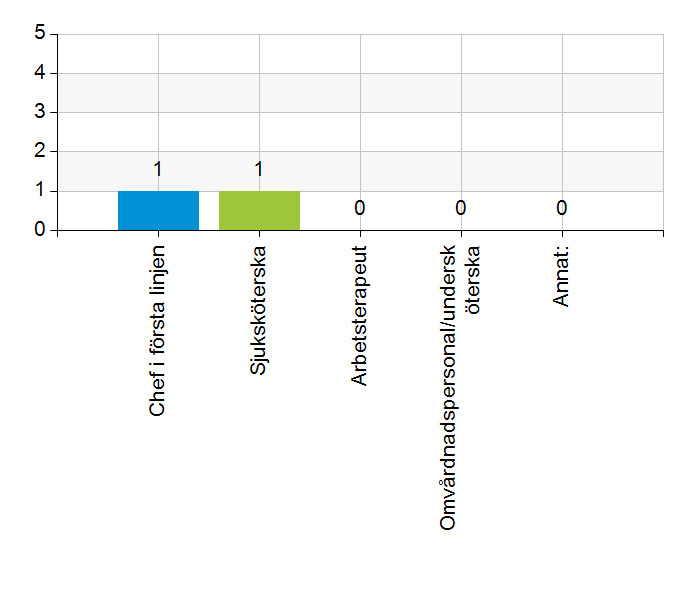 5
4
3
2
1
0
1
1
0
0
0
Chef i första linjen
Sjuksköterska
Arbetsterapeut
Omvårdnadspersonal/undersk
öterska
Annat: